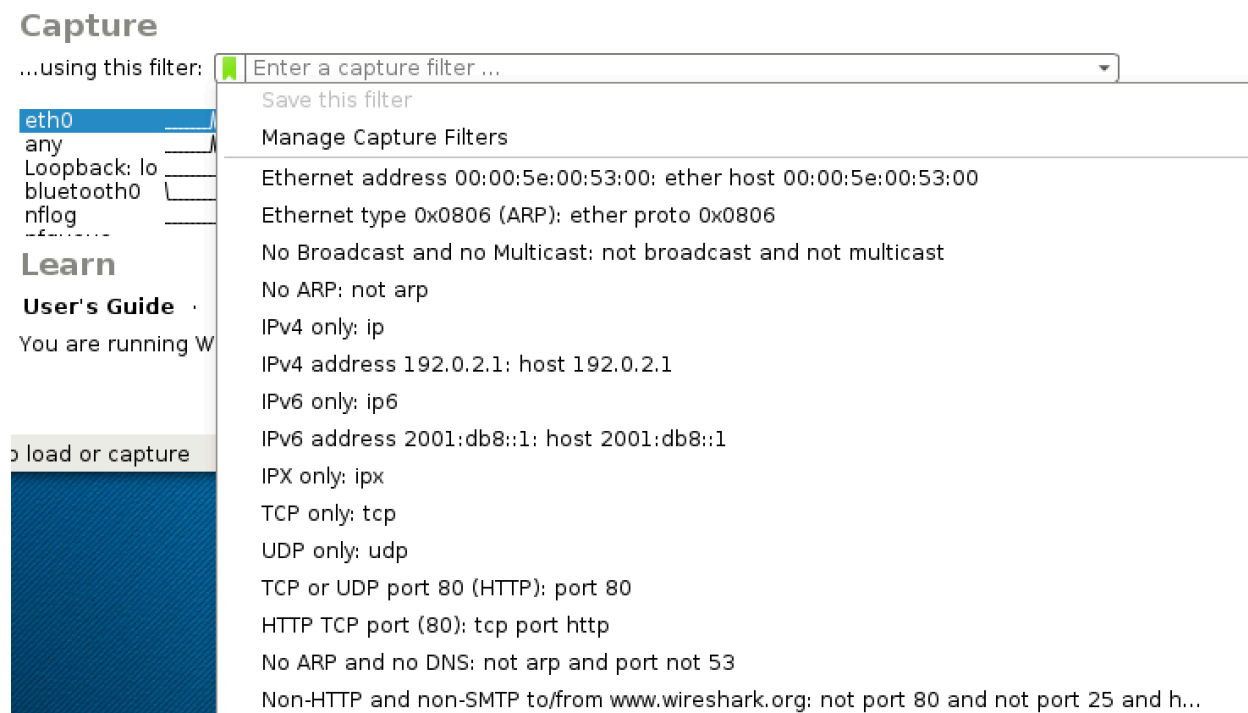 Capture
...using this filter: Enter a capture filter ...
Save this filter
Manage Capture Filters
eth0
any
Loopback: lo
bluetooth0
nflog
Ethernet address 00:00:5e:00:53:00: ether host 00:00:5e:00:53:00
Ethernet type 0x0806 (ARP): ether proto 0x0806
No Broadcast and no Multicast: not broadcast and not multicast
No ARP: not arp
IPv4 only: ip
IPv4 address 192.0.2.1: host 192.0.2.1
IPv6 only: ip6
IPv6 address 2001:db8::1: host 2001:db8::1
IPX only: ipx
TCP only: tcp
UDP only: udp
TCP or UDP port 80 (HTTP): port 80
HTTP TCP port (80): tcp port http
No ARP and no DNS: not arp and port not 53
Non-HTTP and non-SMTP to/from www.wireshark.org: not port 80 and not port 25 and h...
Learn
User's Guide ·
You are running W
load or capture